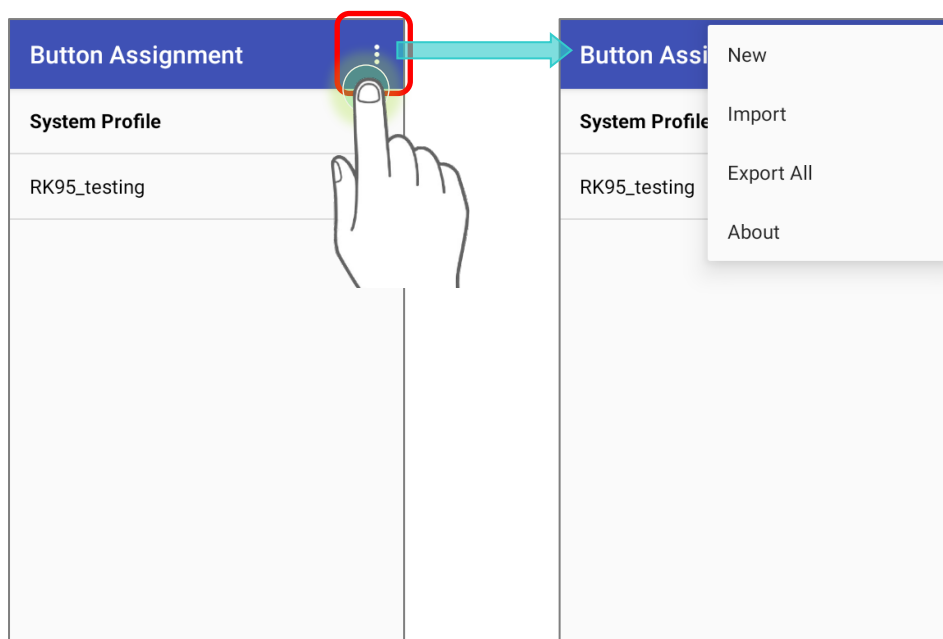 Button Assignment
System Profile
RK95_testing
Button Assi
System Profile
RK95_testing
New
Import
Export All
About